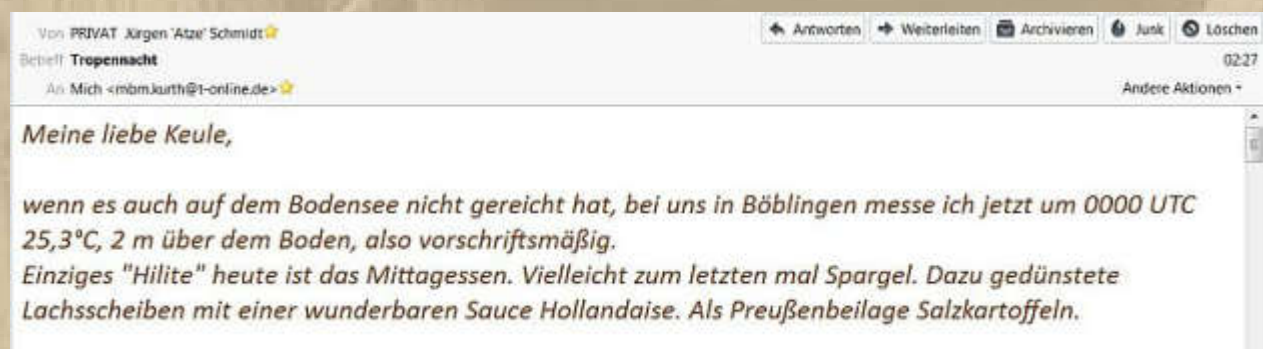 Von PRIVAT Jürgen 'Atze' Schmidt
Antworten Weiterleiten Archivieren Junk Löschen
Betreff Tropennacht
02:27
An Mich <mbm.kurth@t-online.de>
Andere Aktionen
Meine liebe Keule,
wenn es auch auf dem Bodensee nicht gereicht hat, bei uns in Böblingen messe ich jetzt um 0000 UTC
25,3°C, 2 m über dem Boden, also vorschriftsmäßig.
Einziges "Hilite" heute ist das Mittagessen. Vielleicht zum letzten mal Spargel. Dazu gedünstete
Lachsscheiben mit einer wunderbaren Sauce Hollandaise. Als Preußenbeilage Salzkartoffeln.